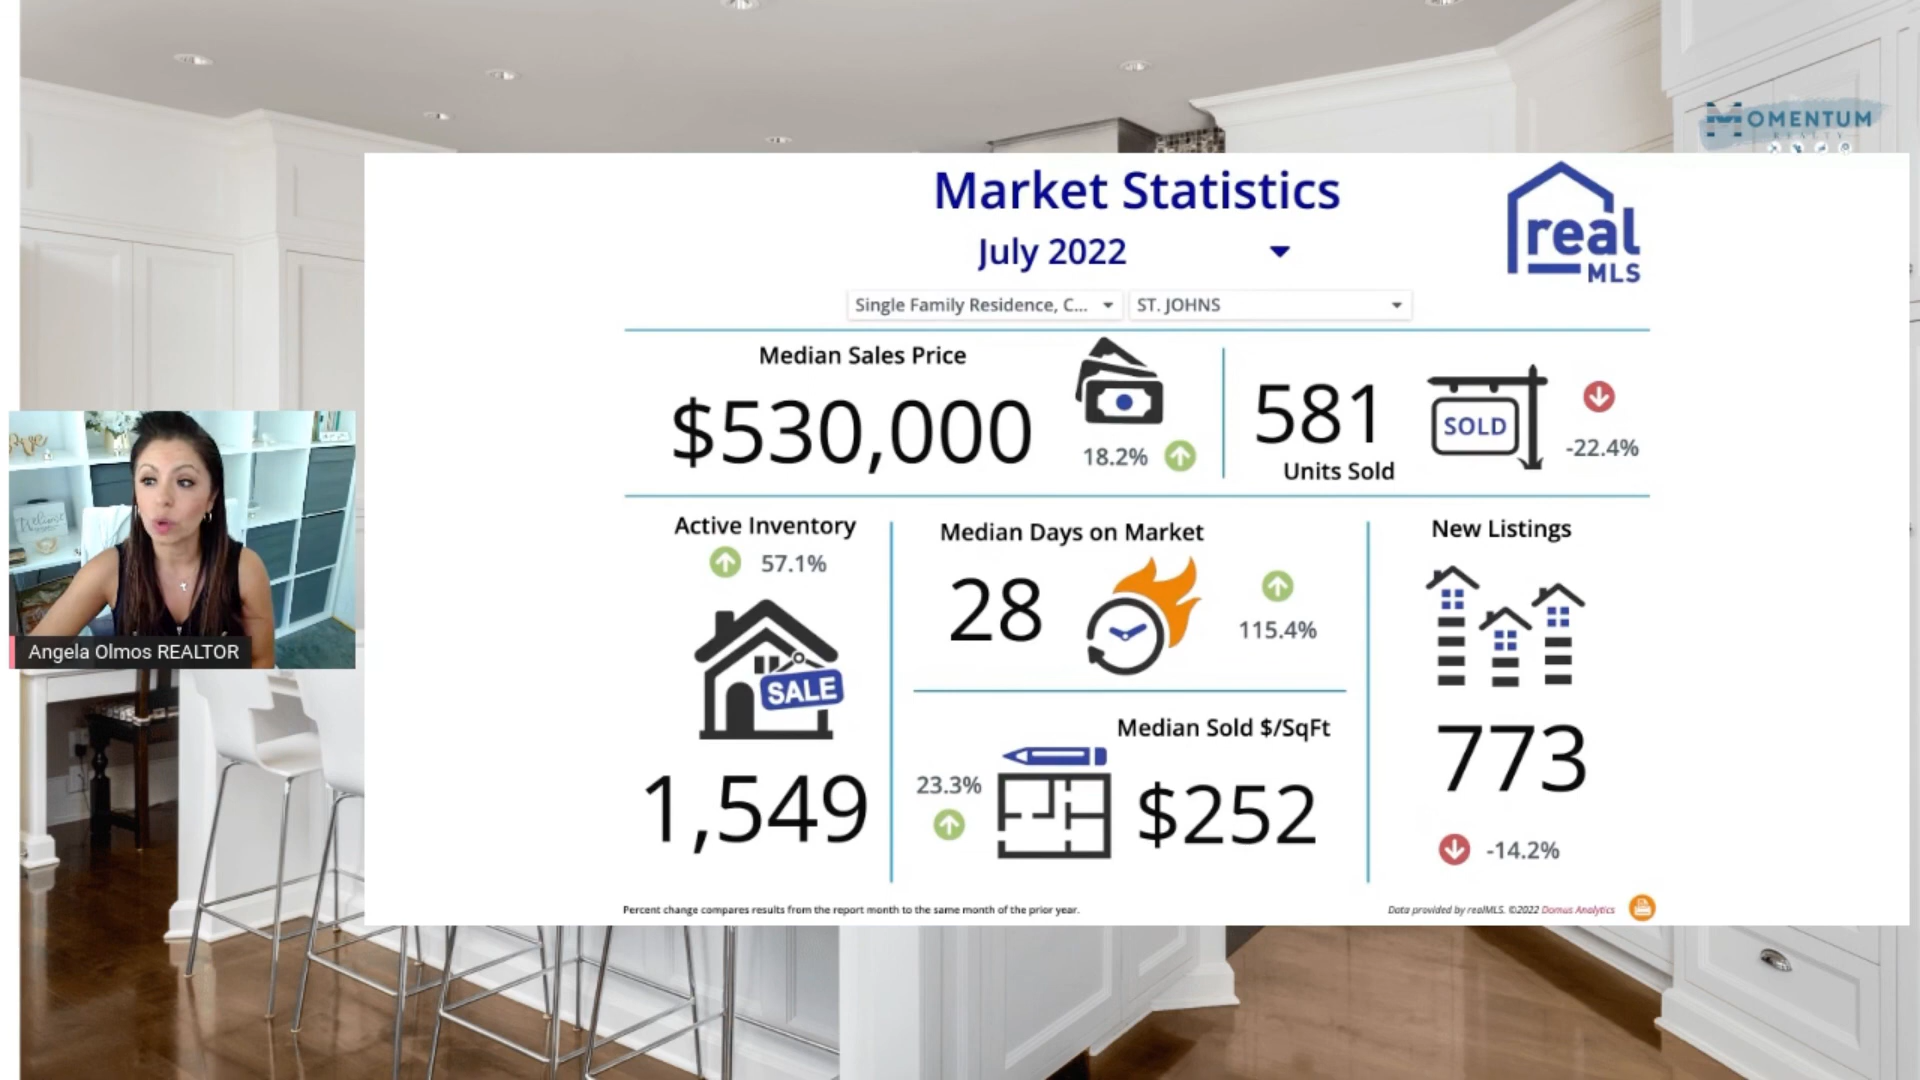 MOMENTUM
REALTY
Market Statistics
July 2022
real
MLS
Single Family Residence, C...
ST. JOHNS
Median Sales Price
$530,000
18.2%
581
Units Sold
SOLD
-22.4%
Active Inventory
57.1%
SALE
1,549
Median Days on Market
28
115.4%
Median Sold $/SqFt
23.3%
$252
New Listings
773
-14.2%
Welcome
Angela Olmos REALTOR
Percent change compares results from the report month to the same month of the prior year.
Data provided by realMLS. ©2022 Domus Analytics